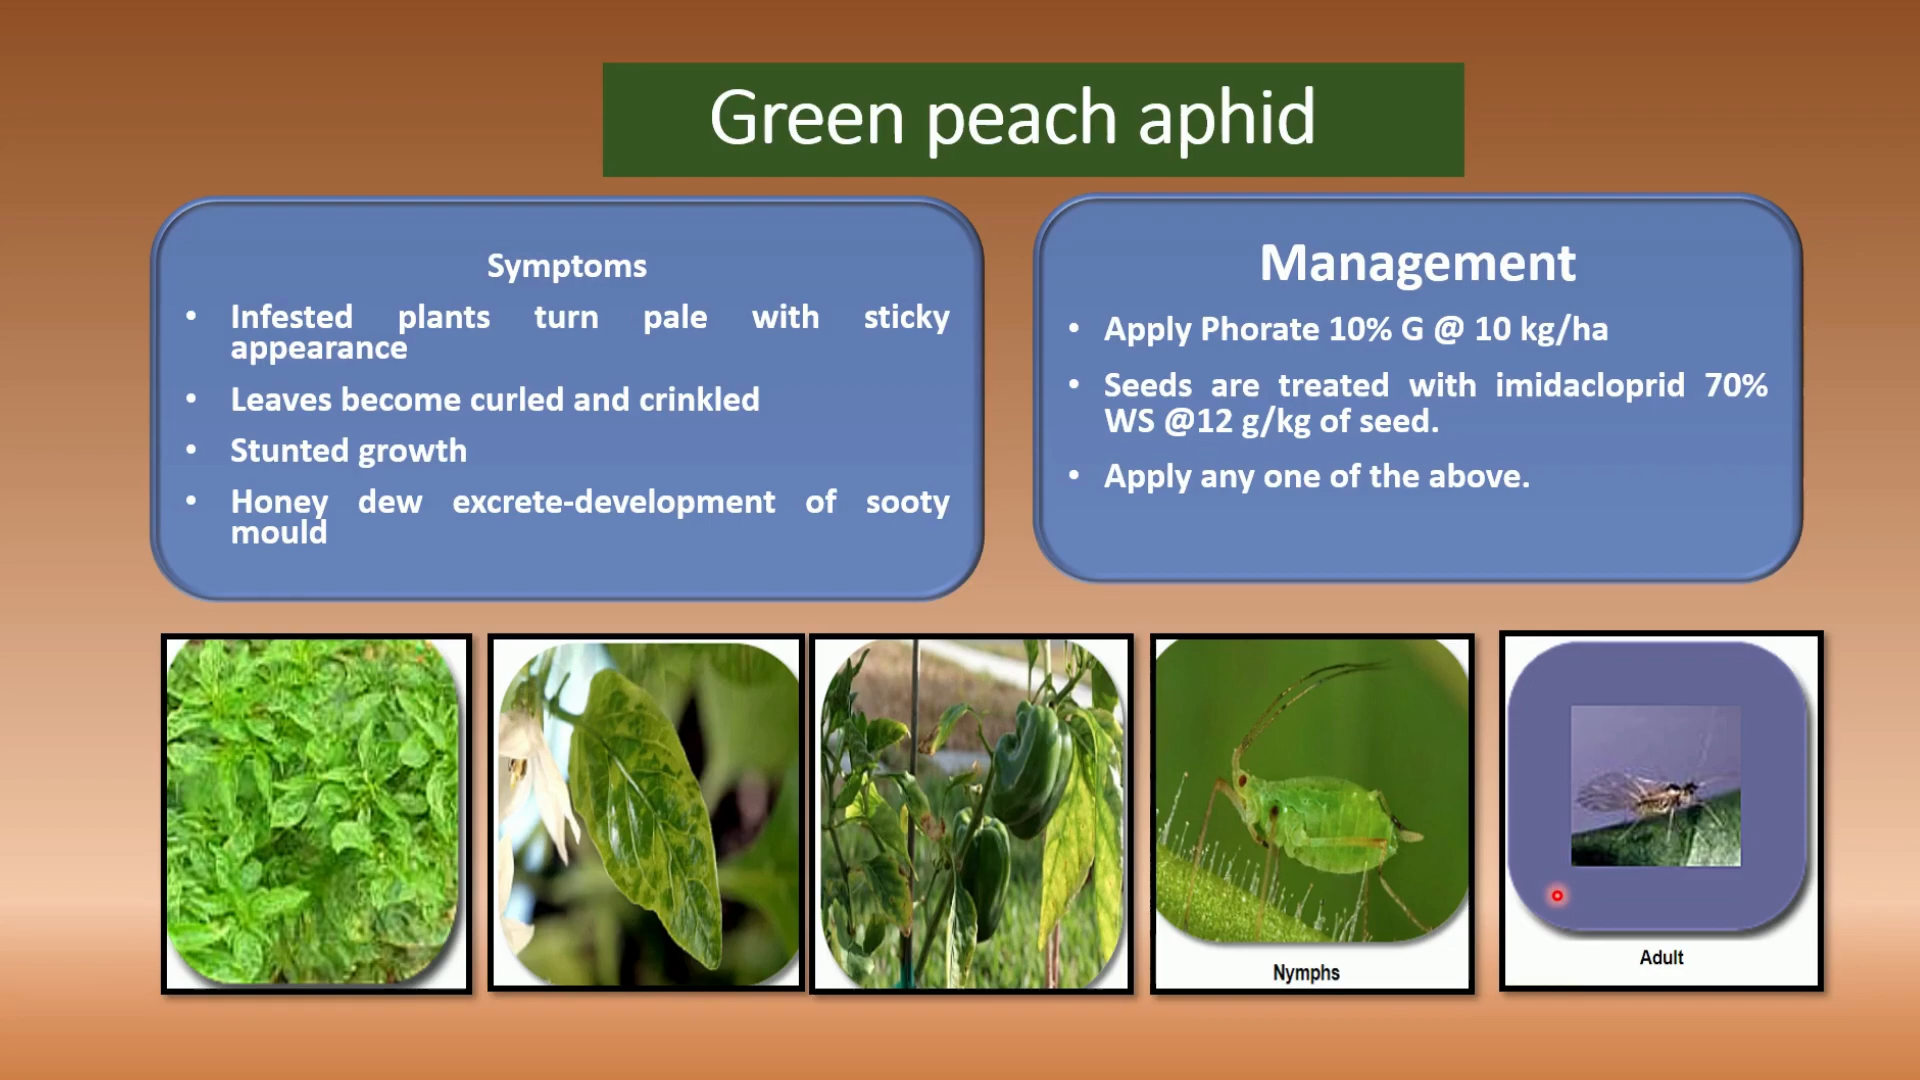 Green peach aphid
Symptoms
• Infested plants turn pale with sticky
appearance
• Leaves become curled and crinkled
• Stunted growth
• Honey dew excrete-development of sooty
mould
Management
• Apply Phorate 10% G @ 10 kg/ha
• Seeds are treated with imidacloprid 70%
WS @12 g/kg of seed.
• Apply any one of the above.
Nymphs
Adult